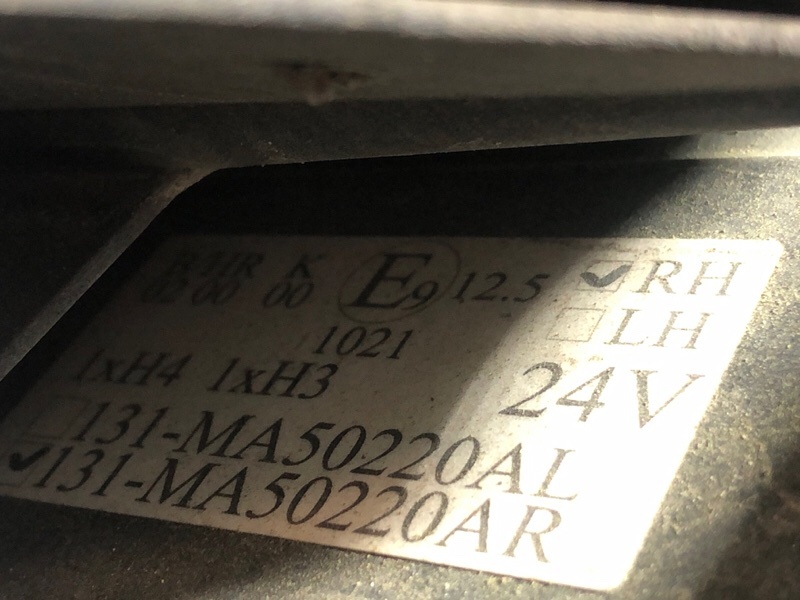 HR K E9 12.5 ✓ RH
02 00 00 ☐ LH
1021
1xH4 1xH3 24V
☐ 131-MA50220AL
✓ 131-MA50220AR